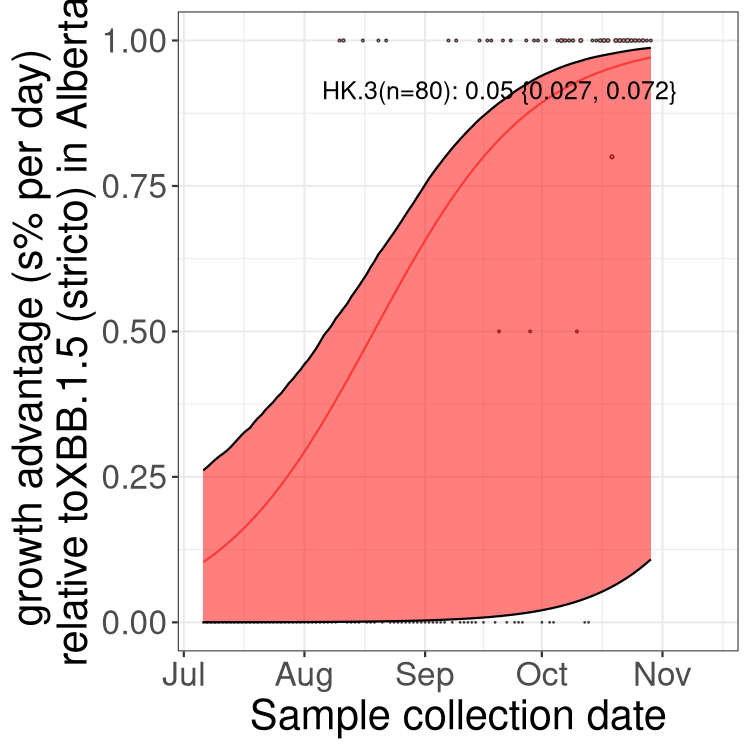 growth advantage (s% per day)
relative toXBB.1.5 (stricto) in Alberta
1.00
0.75
0.50
0.25
0.00
HK.3(n=80): 0.05 {0.027, 0.072}
Jul Aug Sep Oct Nov
Sample collection date